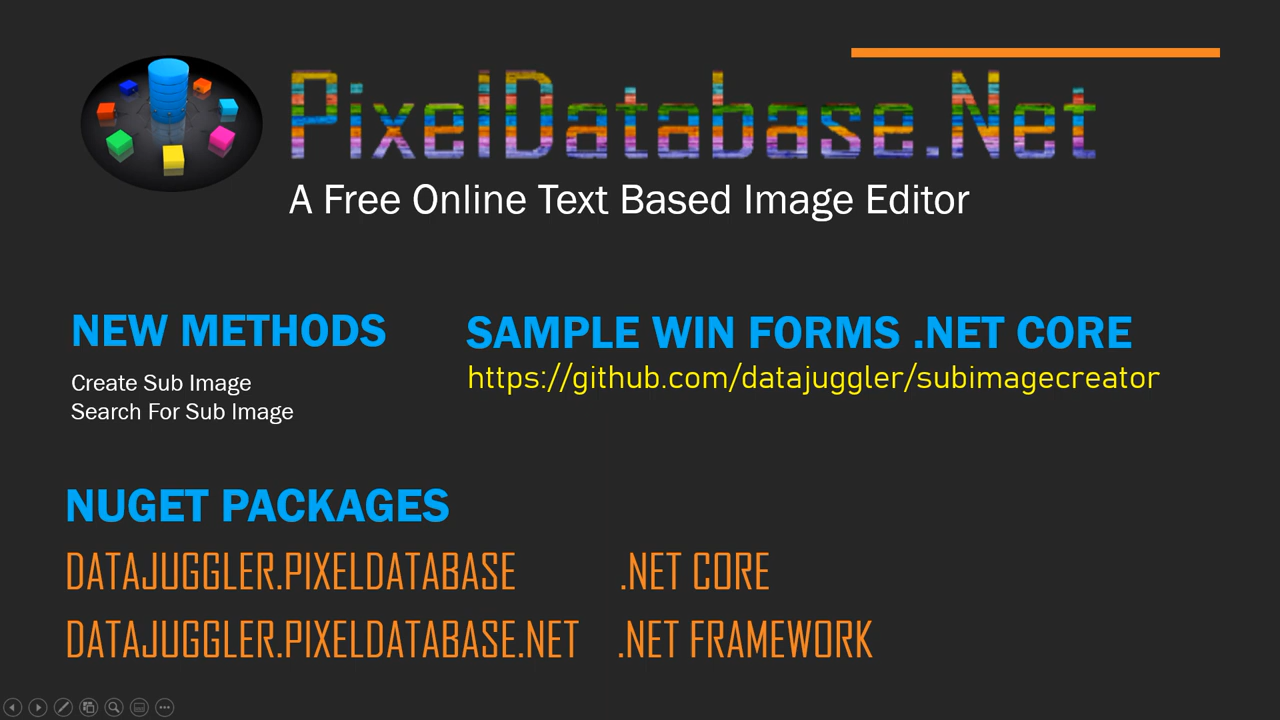 PixelDatabase.Net
A Free Online Text Based Image Editor
NEW METHODS
Create Sub Image
Search For Sub Image
SAMPLE WIN FORMS .NET CORE
https://github.com/datajuggler/subimagecreator
NUGET PACKAGES
DATAJUGGLER.PIXELDATABASE .NET CORE
DATAJUGGLER.PIXELDATABASE.NET .NET FRAMEWORK